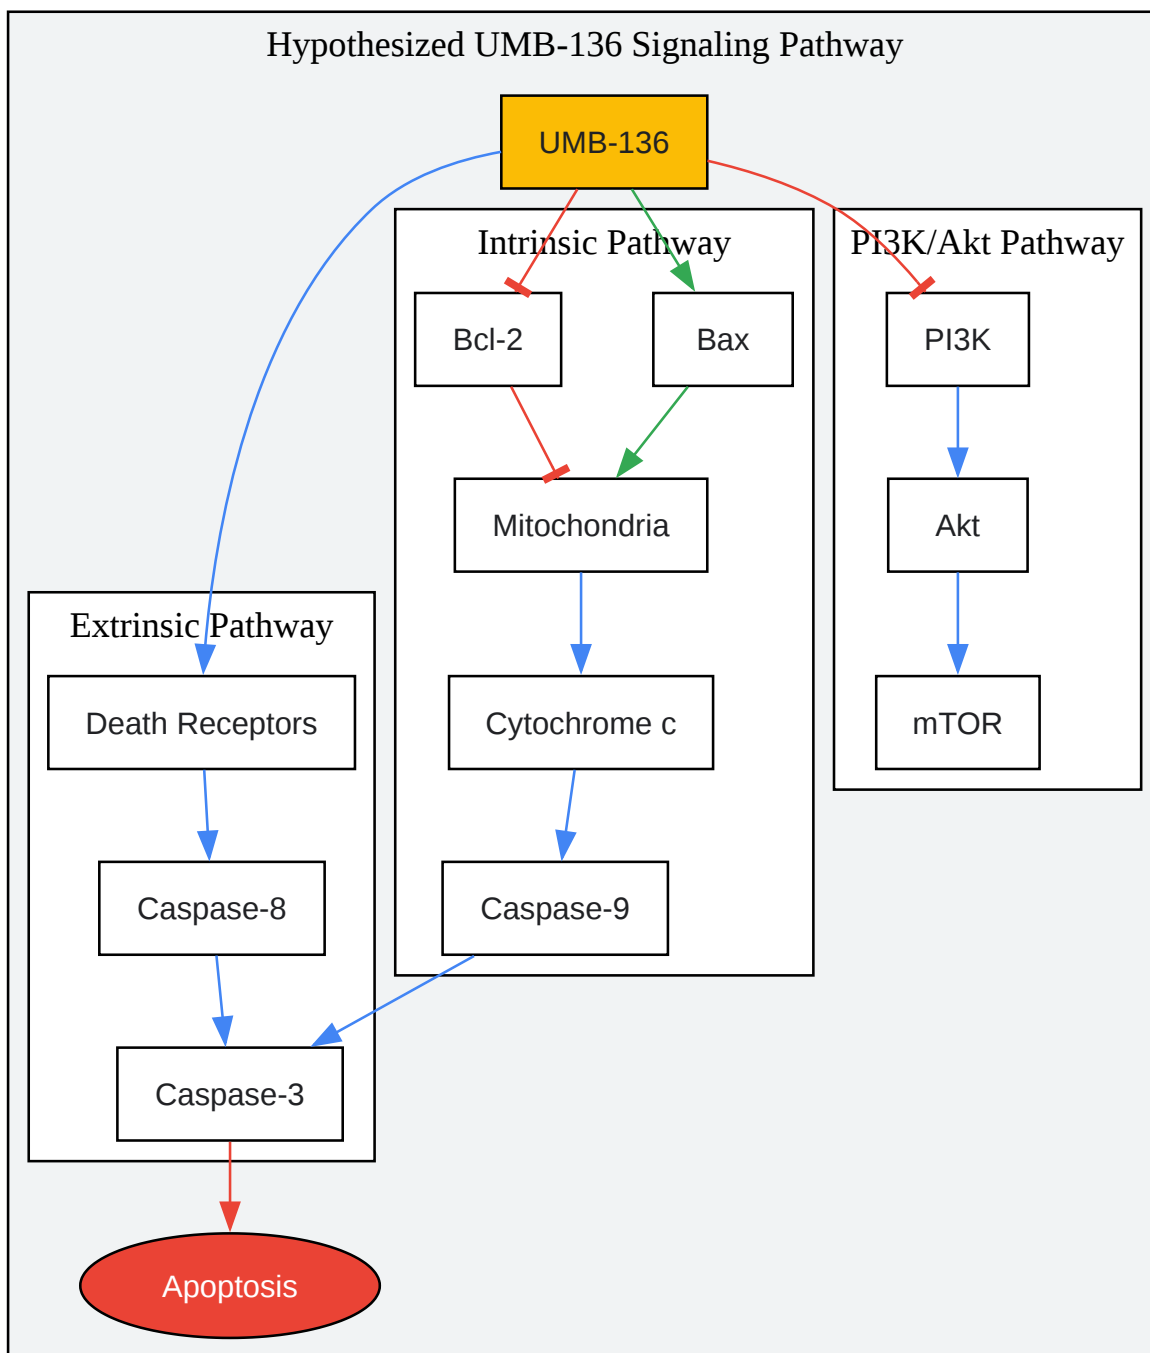 Hypothesized UMB-136 Signaling Pathway
UMB-136
Intrinsic Pathway
PI3K/Akt Pathway
Bcl-2
Bax
PI3K
Mitochondria
Akt
Extrinsic Pathway
Death Receptors
Cytochrome c
mTOR
Caspase-8
Caspase-9
Caspase-3
Apoptosis